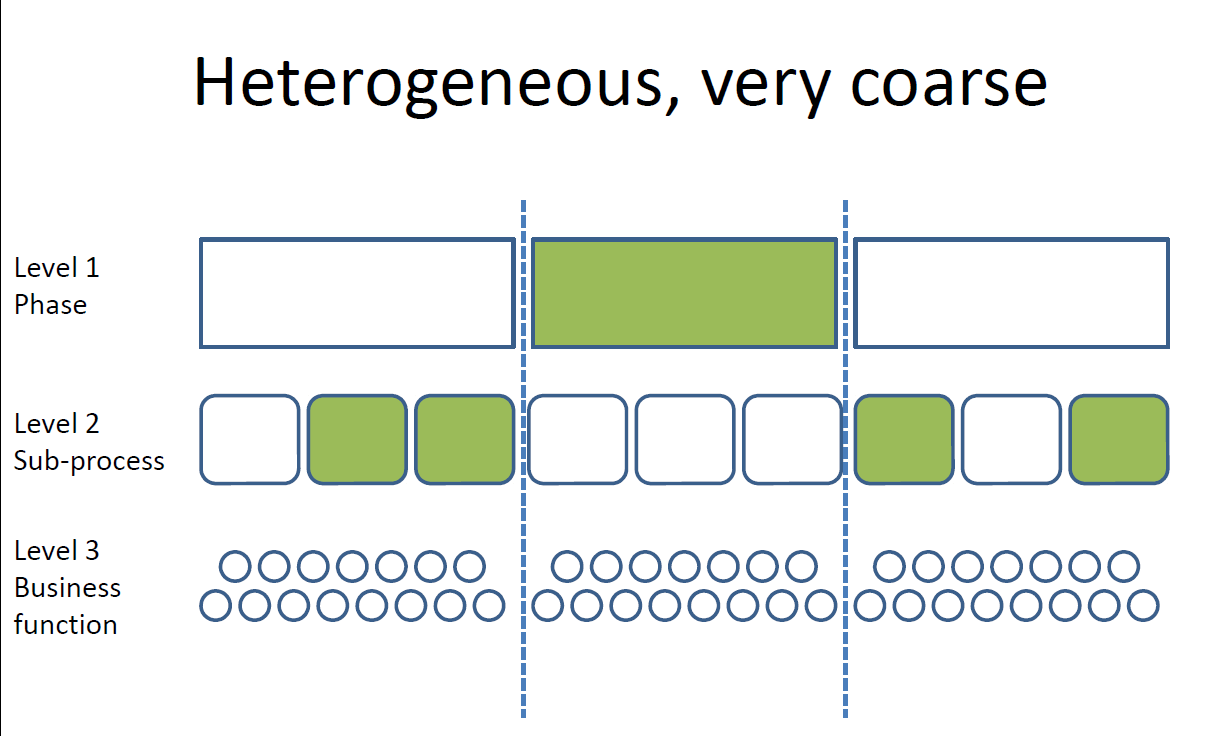 Heterogeneous, very coarse
Level 1
Phase
Level 2
Sub-process
Level 3
Business
function